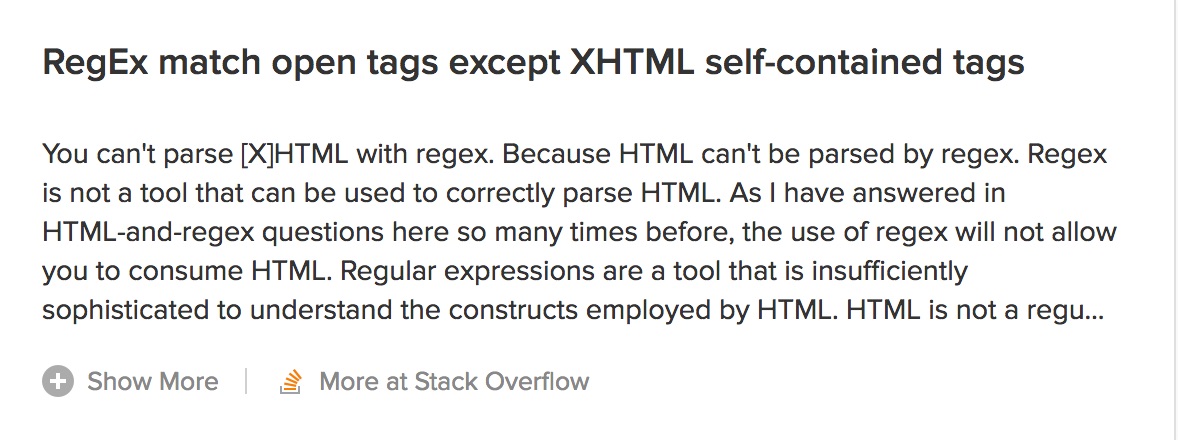 RegEx match open tags except XHTML self-contained tags
You can't parse [X]HTML with regex. Because HTML can't be parsed by regex. Regex
is not a tool that can be used to correctly parse HTML. As I have answered in
HTML-and-regex questions here so many times before, the use of regex will not allow
you to consume HTML. Regular expressions are a tool that is insufficiently
sophisticated to understand the constructs employed by HTML. HTML is not a regu...
Show More
More at Stack Overflow